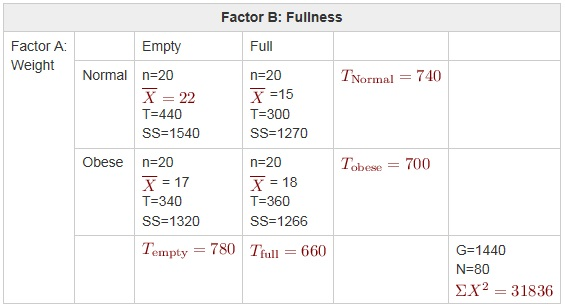 Factor B: Fullness
Factor A: Weight
Empty
Full
Normal
n=20
X̅ = 22
T=440
SS=1540
n=20
X̅ =15
T=300
SS=1270
T_Normal = 740
Obese
n=20
X̅ = 17
T=340
SS=1320
n=20
X̅ = 18
T=360
SS=1266
T_obese = 700
T_empty = 780
T_full = 660
G=1440
N=80
ΣX² = 31836